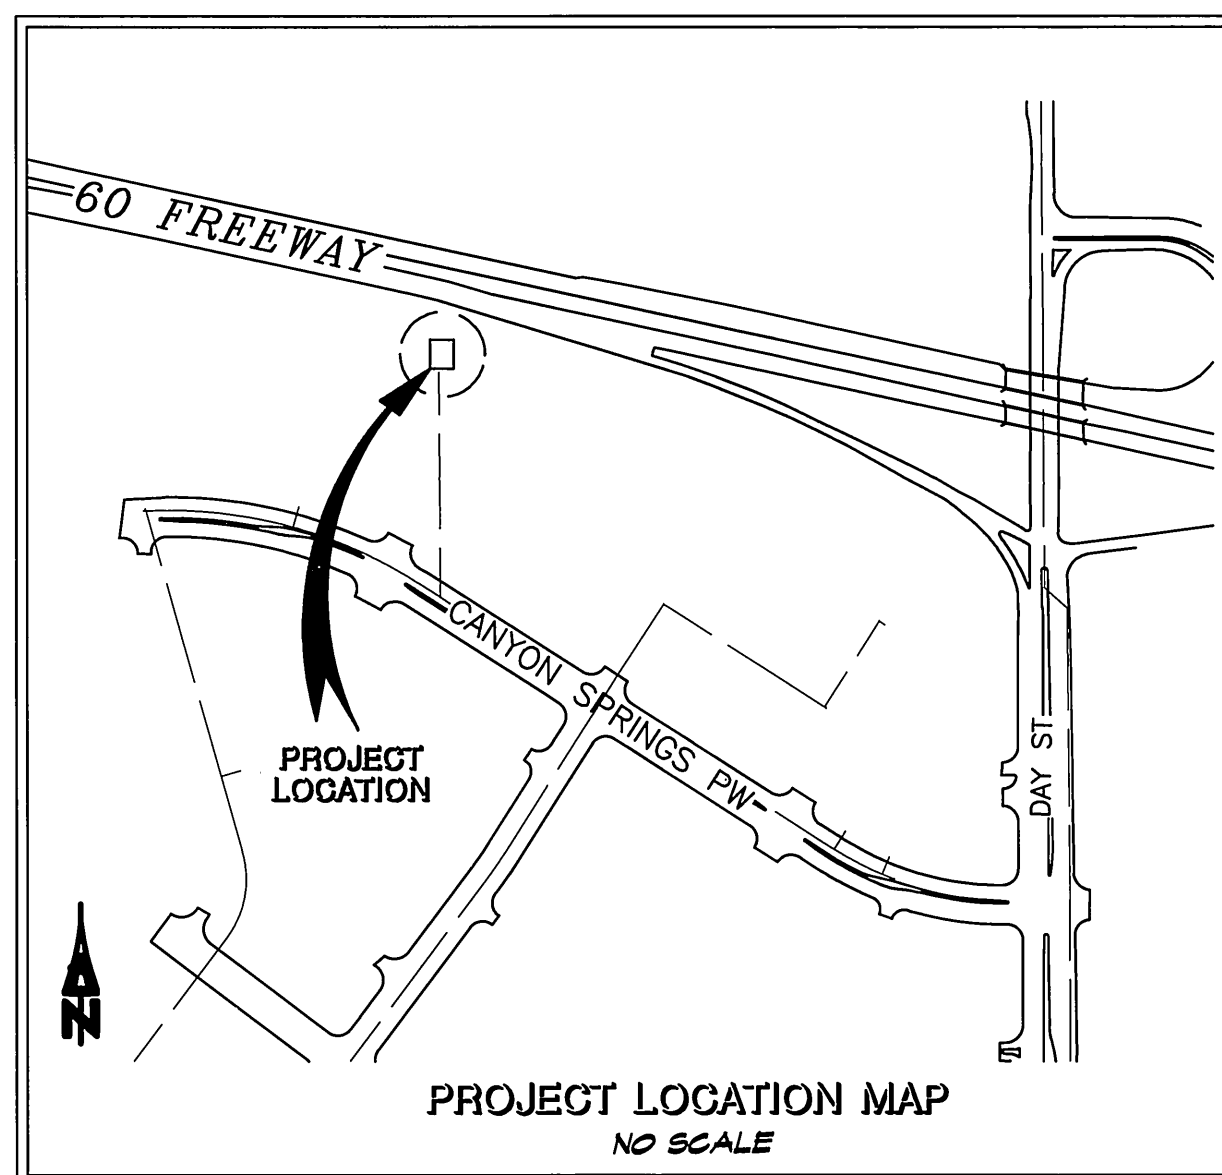 60 FREEWAY
CANYON SPRINGS PW
DAY ST
PROJECT
LOCATION
N
PROJECT LOCATION MAP
NO SCALE